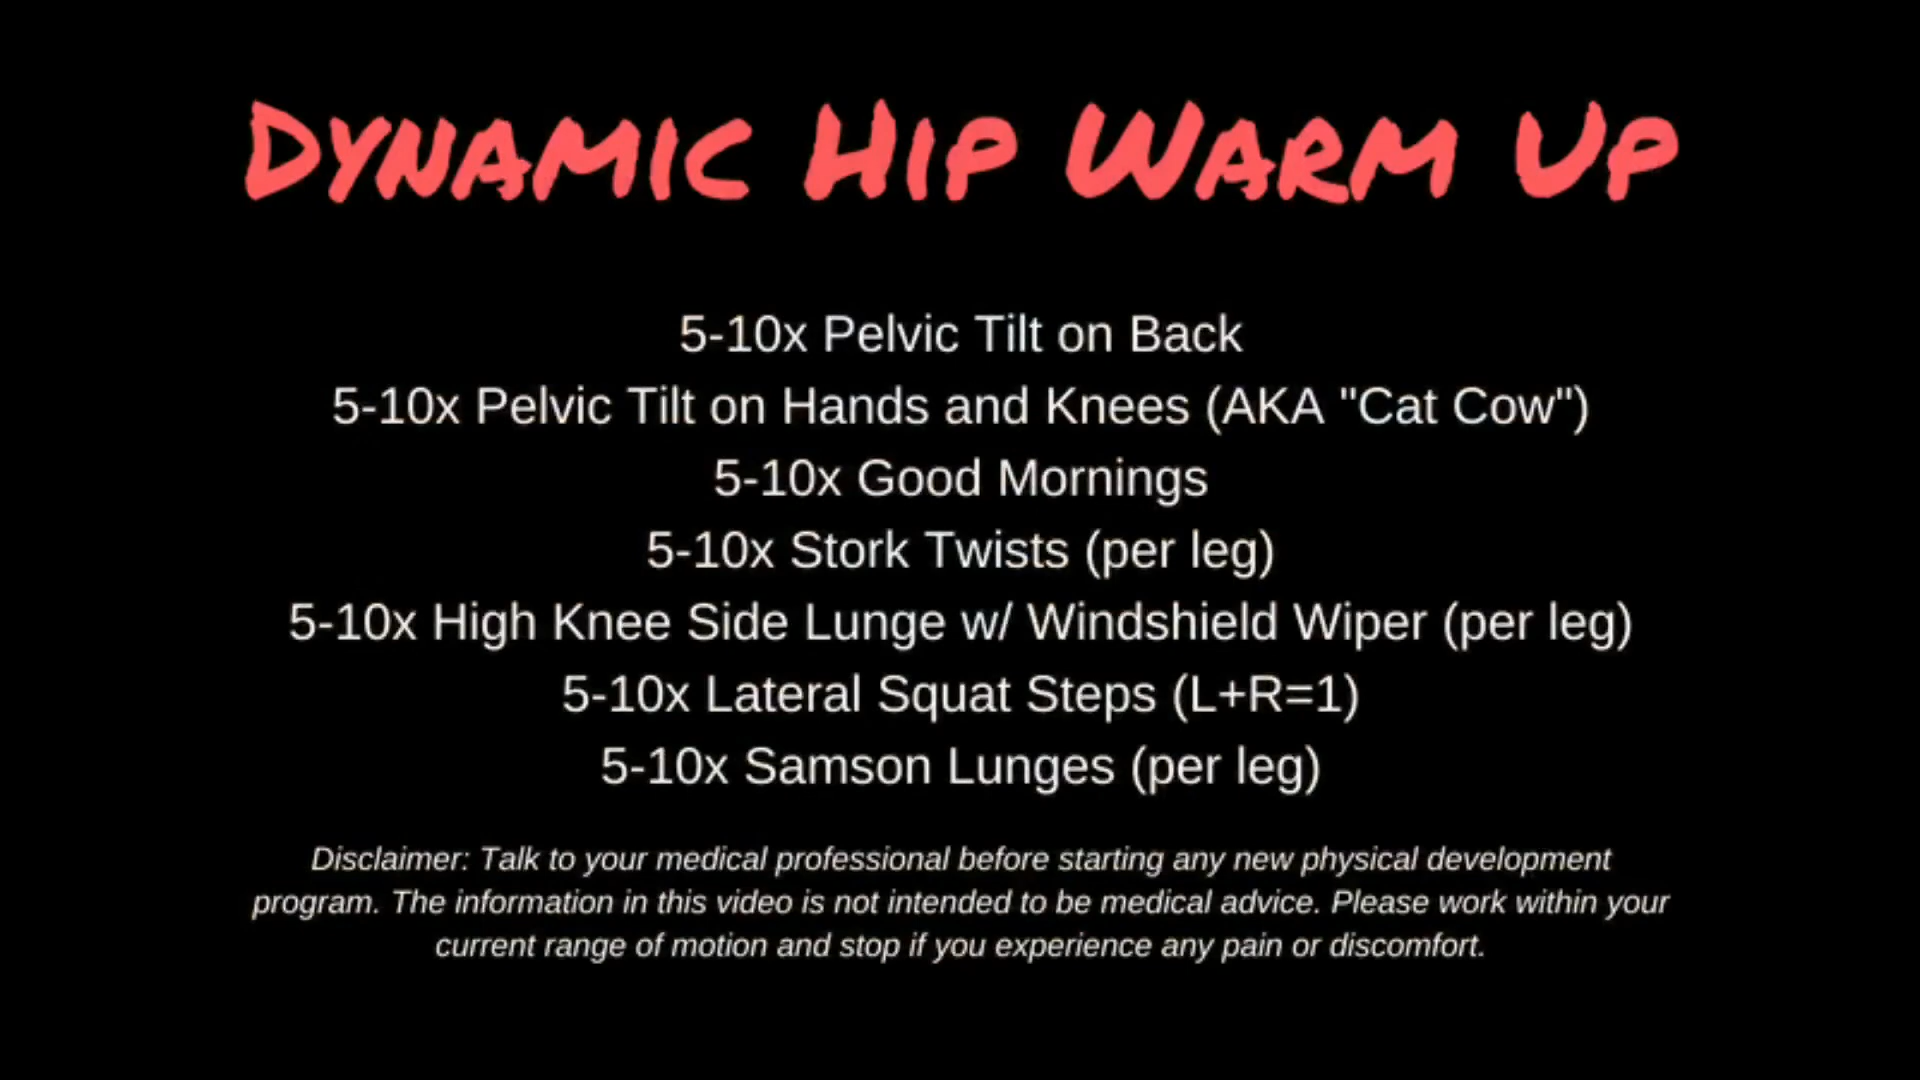 Dynamic Hip Warm Up
5-10x Pelvic Tilt on Back
5-10x Pelvic Tilt on Hands and Knees (AKA "Cat Cow")
5-10x Good Mornings
5-10x Stork Twists (per leg)
5-10x High Knee Side Lunge w/ Windshield Wiper (per leg)
5-10x Lateral Squat Steps (L+R=1)
5-10x Samson Lunges (per leg)
Disclaimer: Talk to your medical professional before starting any new physical development
program. The information in this video is not intended to be medical advice. Please work within your
current range of motion and stop if you experience any pain or discomfort.